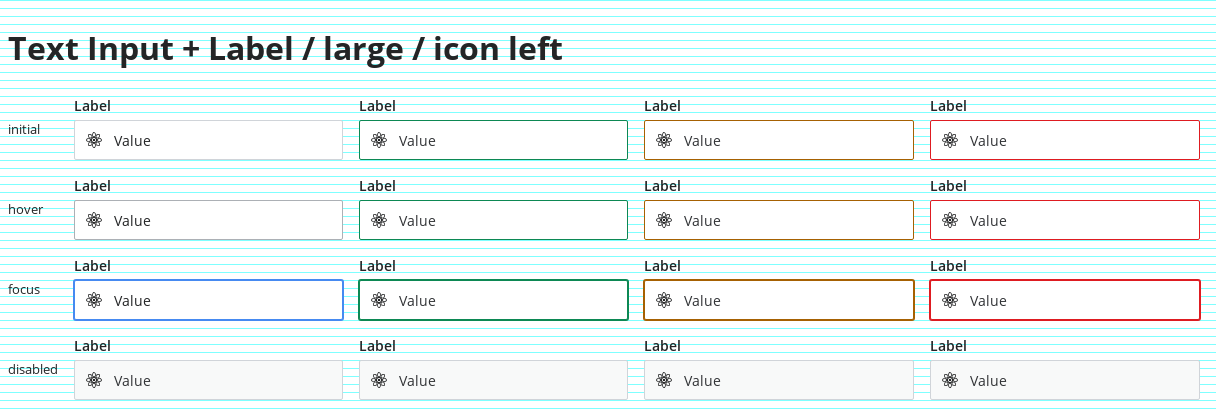 Text Input + Label / large / icon left
Label Label Label Label
initial Value Value Value Value
Label Label Label Label
hover Value Value Value Value
Label Label Label Label
focus Value Value Value Value
Label Label Label Label
disabled Value Value Value Value